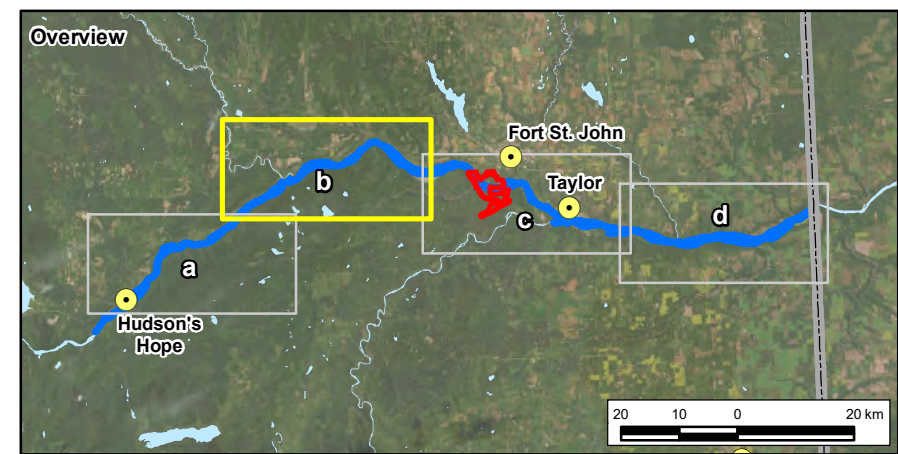 Overview
Fort St. John
Taylor
b
d
c
a
Hudson's
Hope
20 10 0 20 km